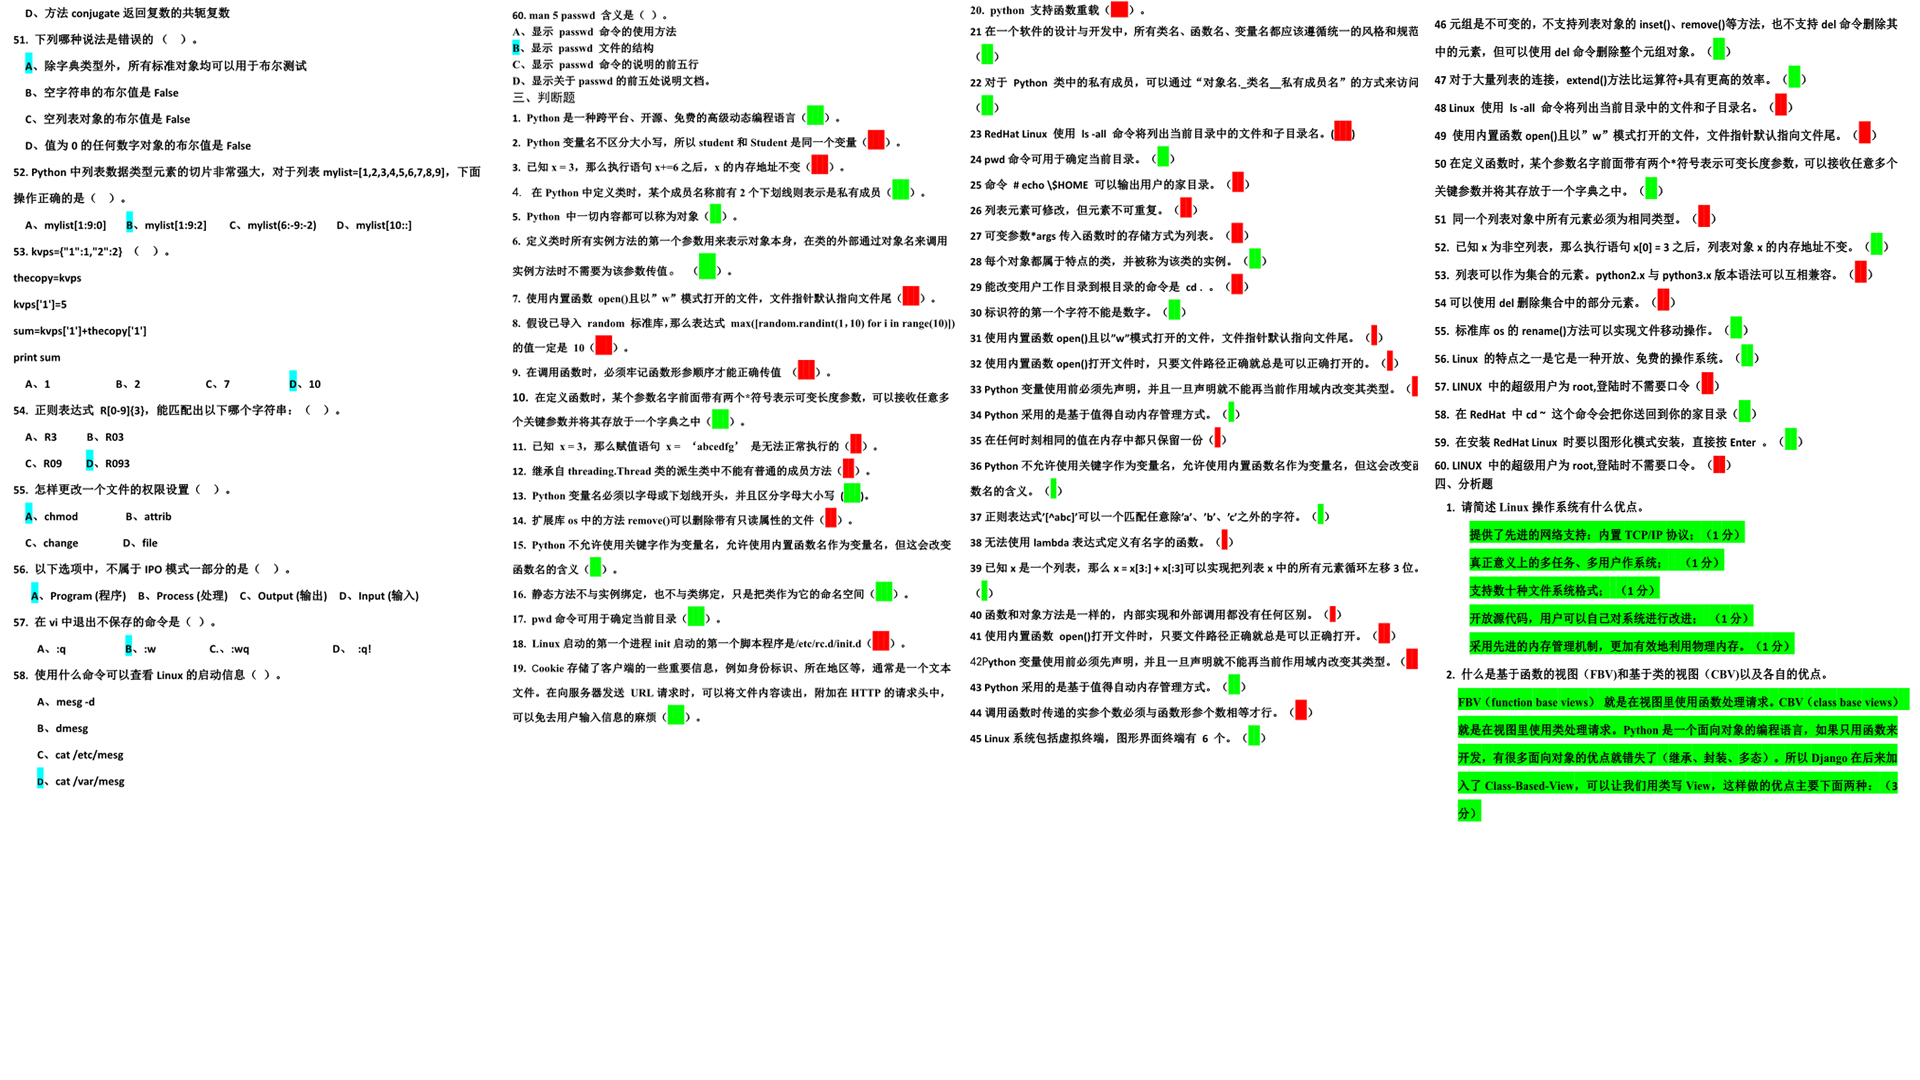 D、方法 conjugate 返回复数的共轭复数
51. 下列哪种说法是错误的（ ）。
A、除字典类型外，所有标准对象均可以用于布尔测试
B、空字符串的布尔值是 False
C、空列表对象的布尔值是 False
D、值为 0 的任何数字对象的布尔值是 False
52. Python 中列表数据类型元素的切片非常强大，对于列表 mylist=[1,2,3,4,5,6,7,8,9]，下面
操作正确的是（ ）。
A、mylist[1:9:0] B、mylist[1:9:2] C、mylist(6:-9:-2) D、mylist[10::]
53. kvps={"1":1,"2":2} （ ）。
thecopy=kvps
kvps['1']=5
sum=kvps['1']+thecopy['1']
print sum
A、1 B、2 C、7 D、10
54. 正则表达式 R[0-9]{3}，能匹配出以下哪个字符串：（ ）。
A、R3 B、R03
C、R09 D、R093
55. 怎样更改一个文件的权限设置（ ）。
A、chmod B、attrib
C、change D、file
56. 以下选项中，不属于 IPO 模式一部分的是（ ）。
A、Program (程序) B、Process (处理) C、Output (输出) D、Input (输入)
57. 在 vi 中退出不保存的命令是（ ）。
A、:q B、:w C.、:wq D、 :q!
58. 使用什么命令可以查看 Linux 的启动信息（ ）。
A、mesg -d
B、dmesg
C、cat /etc/mesg
D、cat /var/mesg
60. man 5 passwd 含义是（ ）。
A、显示 passwd 命令的使用方法
B、显示 passwd 文件的结构
C、显示 passwd 命令的说明的前五行
D、显示关于 passwd 的前五处说明文档。
三、判断题
1. Python 是一种跨平台、开源、免费的高级动态编程语言（ ）。
2. Python 变量名不区分大小写，所以 student 和 Student 是同一个变量（ ）。
3. 已知 x = 3，那么执行语句 x+=6 之后，x 的内存地址不变（ ）。
4. 在 Python 中定义类时，某个成员名称前有 2 个下划线则表示是私有成员（ ）。
5. Python 中一切内容都可以称为对象（ ）。
6. 定义类时所有实例方法的第一个参数用来表示对象本身，在类的外部通过对象名来调用
实例方法时不需要为该参数传值。 （ ）。
7. 使用内置函数 open()且以” w”模式打开的文件，文件指针默认指向文件尾（ ）。
8. 假设已导入 random 标准库，那么表达式 max([random.randint(1，10) for i in range(10)])
的值一定是 10（ ）。
9. 在调用函数时，必须牢记函数形参顺序才能正确传值 （ ）。
10. 在定义函数时，某个参数名字前面带有两个*符号表示可变长度参数，可以接收任意多
个关键参数并将其存放于一个字典之中（ ）。
11. 已知 x = 3，那么赋值语句 x = ‘abcedfg’ 是无法正常执行的（ ）。
12. 继承自 threading.Thread 类的派生类中不能有普通的成员方法（ ）。
13. Python 变量名必须以字母或下划线开头，并且区分字母大小写 ( )。
14. 扩展库 os 中的方法 remove()可以删除带有只读属性的文件（ ）。
15. Python 不允许使用关键字作为变量名，允许使用内置函数名作为变量名，但这会改变
函数名的含义（ ）。
16. 静态方法不与实例绑定，也不与类绑定，只是把类作为它的命名空间（ ）。
17. pwd 命令可用于确定当前目录（ ）。
18. Linux 启动的第一个进程 init 启动的第一个脚本程序是/etc/rc.d/init.d（ ）。
19. Cookie 存储了客户端的一些重要信息，例如身份标识、所在地区等，通常是一个文本
文件。在向服务器发送 URL 请求时，可以将文件内容读出，附加在 HTTP 的请求头中，
可以免去用户输入信息的麻烦（ ）。
20. python 支持函数重载（ ）。
21 在一个软件的设计与开发中，所有类名、函数名、变量名都应该遵循统一的风格和规范
（ ）
22 对于 Python 类中的私有成员，可以通过“对象名._类名__私有成员名”的方式来访问
（ ）
23 RedHat Linux 使用 ls -all 命令将列出当前目录中的文件和子目录名。( )
24 pwd 命令可用于确定当前目录。（ ）
25 命令 # echo \$HOME 可以输出用户的家目录。（ ）
26 列表元素可修改，但元素不可重复。（ ）
27 可变参数*args 传入函数时的存储方式为列表。（ ）
28 每个对象都属于特点的类，并被称为该类的实例。（ ）
29 能改变用户工作目录到根目录的命令是 cd . 。（ ）
30 标识符的第一个字符不能是数字。（ ）
31 使用内置函数 open()且以”w”模式打开的文件，文件指针默认指向文件尾。（ ）
32 使用内置函数 open()打开文件时，只要文件路径正确就总是可以正确打开的。（ ）
33 Python 变量使用前必须先声明，并且一旦声明就不能再当前作用域内改变其类型。（
34 Python 采用的是基于值得自动内存管理方式。（ ）
35 在任何时刻相同的值在内存中都只保留一份（ ）
36 Python 不允许使用关键字作为变量名，允许使用内置函数名作为变量名，但这会改变函
数名的含义。（ ）
37 正则表达式’[^abc]’可以一个匹配任意除’a’、’b’、’c’之外的字符。（ ）
38 无法使用 lambda 表达式定义有名字的函数。（ ）
39 已知 x 是一个列表，那么 x = x[3:] + x[:3]可以实现把列表 x 中的所有元素循环左移 3 位。
（ ）
40 函数和对象方法是一样的，内部实现和外部调用都没有任何区别。（ ）
41 使用内置函数 open()打开文件时，只要文件路径正确就总是可以正确打开。（ ）
42Python 变量使用前必须先声明，并且一旦声明就不能再当前作用域内改变其类型。（
43 Python 采用的是基于值得自动内存管理方式。（ ）
44 调用函数时传递的实参个数必须与函数形参个数相等才行。（ ）
45 Linux 系统包括虚拟终端，图形界面终端有 6 个。（ ）
46 元组是不可变的，不支持列表对象的 inset()、remove()等方法，也不支持 del 命令删除其
中的元素，但可以使用 del 命令删除整个元组对象。（ ）
47 对于大量列表的连接，extend()方法比运算符+具有更高的效率。（ ）
48 Linux 使用 ls -all 命令将列出当前目录中的文件和子目录名。（ ）
49 使用内置函数 open()且以” w”模式打开的文件，文件指针默认指向文件尾。（ ）
50 在定义函数时，某个参数名字前面带有两个*符号表示可变长度参数，可以接收任意多个
关键参数并将其存放于一个字典之中。（ ）
51 同一个列表对象中所有元素必须为相同类型。（ ）
52. 已知 x 为非空列表，那么执行语句 x[0] = 3 之后，列表对象 x 的内存地址不变。（ ）
53. 列表可以作为集合的元素。python2.x 与 python3.x 版本语法可以互相兼容。（ ）
54 可以使用 del 删除集合中的部分元素。（ ）
55. 标准库 os 的 rename()方法可以实现文件移动操作。（ ）
56. Linux 的特点之一是它是一种开放、免费的操作系统。（ ）
57. LINUX 中的超级用户为 root,登陆时不需要口令（ ）
58. 在 RedHat 中 cd ~ 这个命令会把你送回到你的家目录（ ）
59. 在安装 RedHat Linux 时要以图形化模式安装，直接按 Enter 。（ ）
60. LINUX 中的超级用户为 root,登陆时不需要口令。（ ）
四、分析题
1. 请简述 Linux 操作系统有什么优点。
提供了先进的网络支持：内置 TCP/IP 协议；（1 分）
真正意义上的多任务、多用户作系统； （1 分）
支持数十种文件系统格式； （1 分）
开放源代码，用户可以自己对系统进行改进； （1 分）
采用先进的内存管理机制，更加有效地利用物理内存。（1 分）
2. 什么是基于函数的视图（FBV)和基于类的视图（CBV)以及各自的优点。
FBV（function base views） 就是在视图里使用函数处理请求。CBV（class base views）
就是在视图里使用类处理请求。Python 是一个面向对象的编程语言，如果只用函数来
开发，有很多面向对象的优点就错失了（继承、封装、多态）。所以 Django 在后来加
入了 Class-Based-View，可以让我们用类写 View，这样做的优点主要下面两种：（3
分）